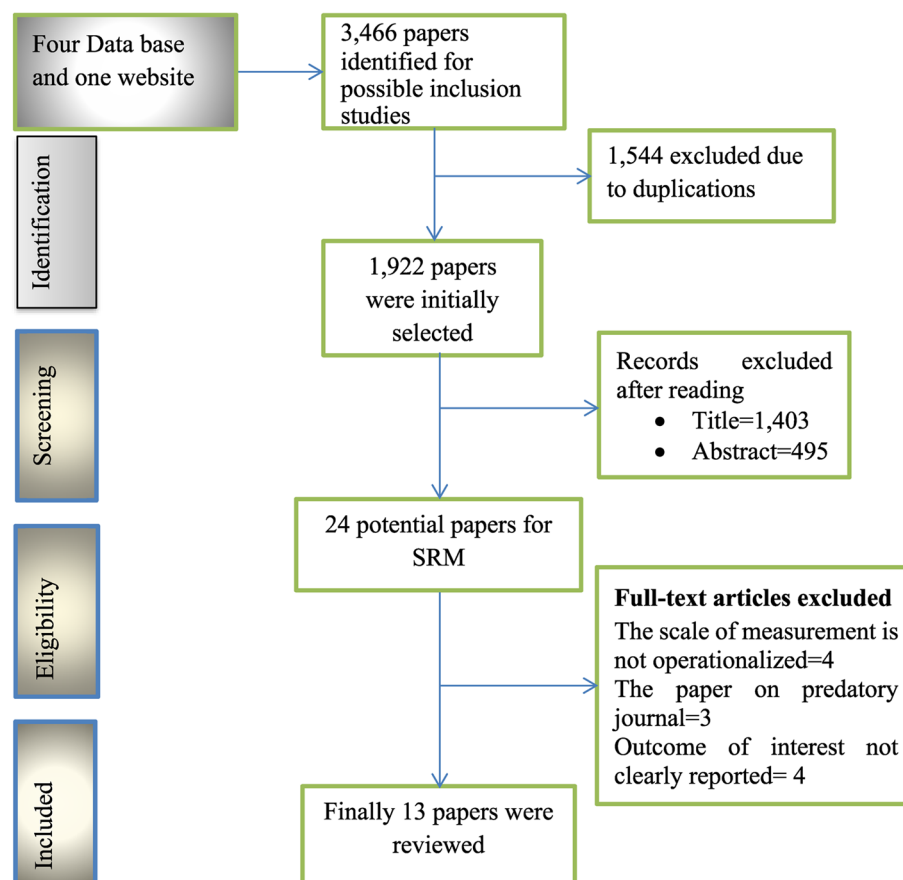 Four Data base
and one website
3,466 papers
identified for
possible inclusion
studies
Identification
1,544 excluded due
to duplications
1,922 papers
were initially
selected
Screening
Records excluded
after reading
• Title=1,403
• Abstract=495
24 potential papers for
SRM
Eligibility
Full-text articles excluded
The scale of measurement is
not operationalized=4
The paper on predatory
journal=3
Outcome of interest not
clearly reported= 4
Included
Finally 13 papers were
reviewed